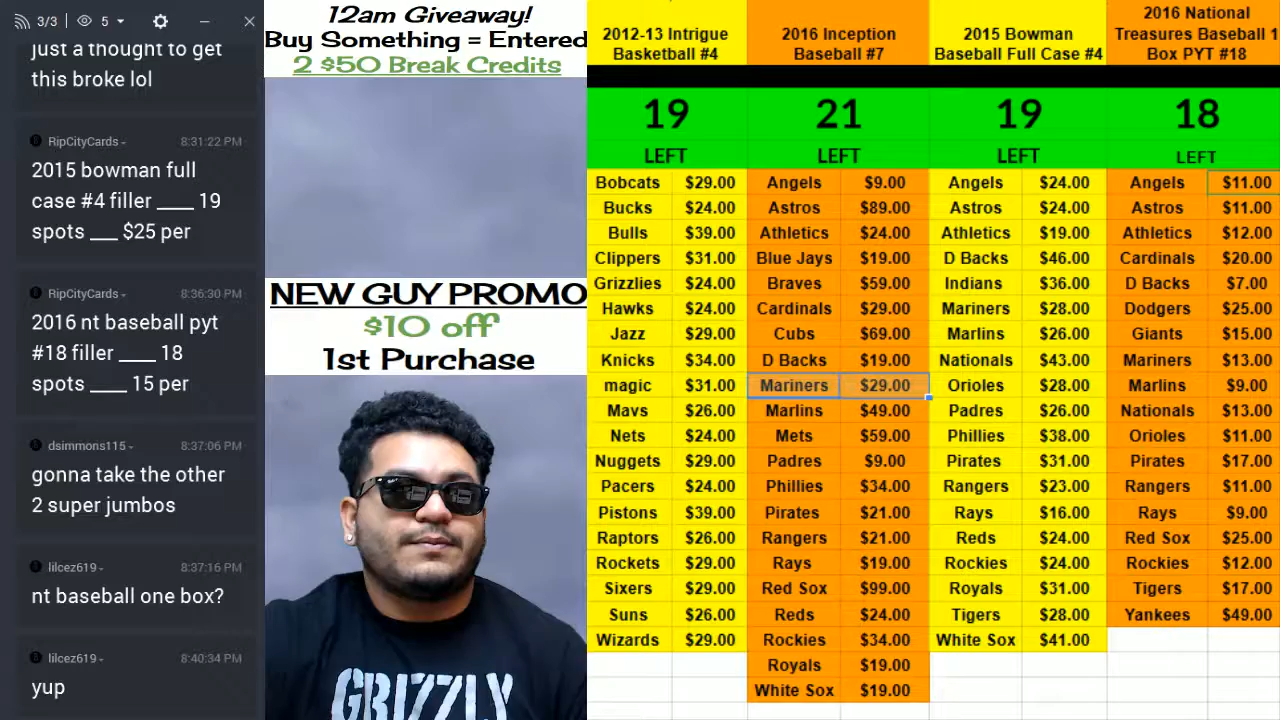 3/3 5
just a thought to get
this broke lol
RipCityCards 8:31:22 PM
2015 bowman full
case #4 filler ____ 19
spots ___ $25 per
RipCityCards 8:36:30 PM
2016 nt baseball pyt
#18 filler ____ 18
spots ____ 15 per
dsimmons115 8:37:06 PM
gonna take the other
2 super jumbos
lilcez619 8:37:16 PM
nt baseball one box?
lilcez619 8:40:34 PM
yup
12am Giveaway!
Buy Something = Entered
2 $50 Break Credits
NEW GUY PROMO
$10 off
1st Purchase
GRIZZLY
2012-13 Intrigue
Basketball #4
19
LEFT
Bobcats $29.00
Bucks $24.00
Bulls $39.00
Clippers $31.00
Grizzlies $24.00
Hawks $24.00
Jazz $29.00
Knicks $34.00
magic $31.00
Mavs $26.00
Nets $24.00
Nuggets $29.00
Pacers $24.00
Pistons $39.00
Raptors $26.00
Rockets $29.00
Sixers $29.00
Suns $26.00
Wizards $29.00
2016 Inception
Baseball #7
21
LEFT
Angels $9.00
Astros $89.00
Athletics $24.00
Blue Jays $19.00
Braves $59.00
Cardinals $29.00
Cubs $69.00
D Backs $19.00
Mariners $29.00
Marlins $49.00
Mets $59.00
Padres $9.00
Phillies $34.00
Pirates $21.00
Rangers $21.00
Rays $19.00
Red Sox $99.00
Reds $24.00
Rockies $34.00
Royals $19.00
White Sox $19.00
2015 Bowman
Baseball Full Case #4
19
LEFT
Angels $24.00
Astros $24.00
Athletics $19.00
D Backs $46.00
Indians $36.00
Mariners $28.00
Marlins $26.00
Nationals $43.00
Orioles $28.00
Padres $26.00
Phillies $38.00
Pirates $31.00
Rangers $23.00
Rays $16.00
Reds $24.00
Rockies $24.00
Royals $31.00
Tigers $28.00
White Sox $41.00
2016 National
Treasures Baseball 1
Box PYT #18
18
LEFT
Angels $11.00
Astros $11.00
Athletics $12.00
Cardinals $20.00
D Backs $7.00
Dodgers $25.00
Giants $15.00
Mariners $13.00
Marlins $9.00
Nationals $13.00
Orioles $11.00
Pirates $17.00
Rangers $11.00
Rays $9.00
Red Sox $25.00
Rockies $12.00
Tigers $17.00
Yankees $49.00